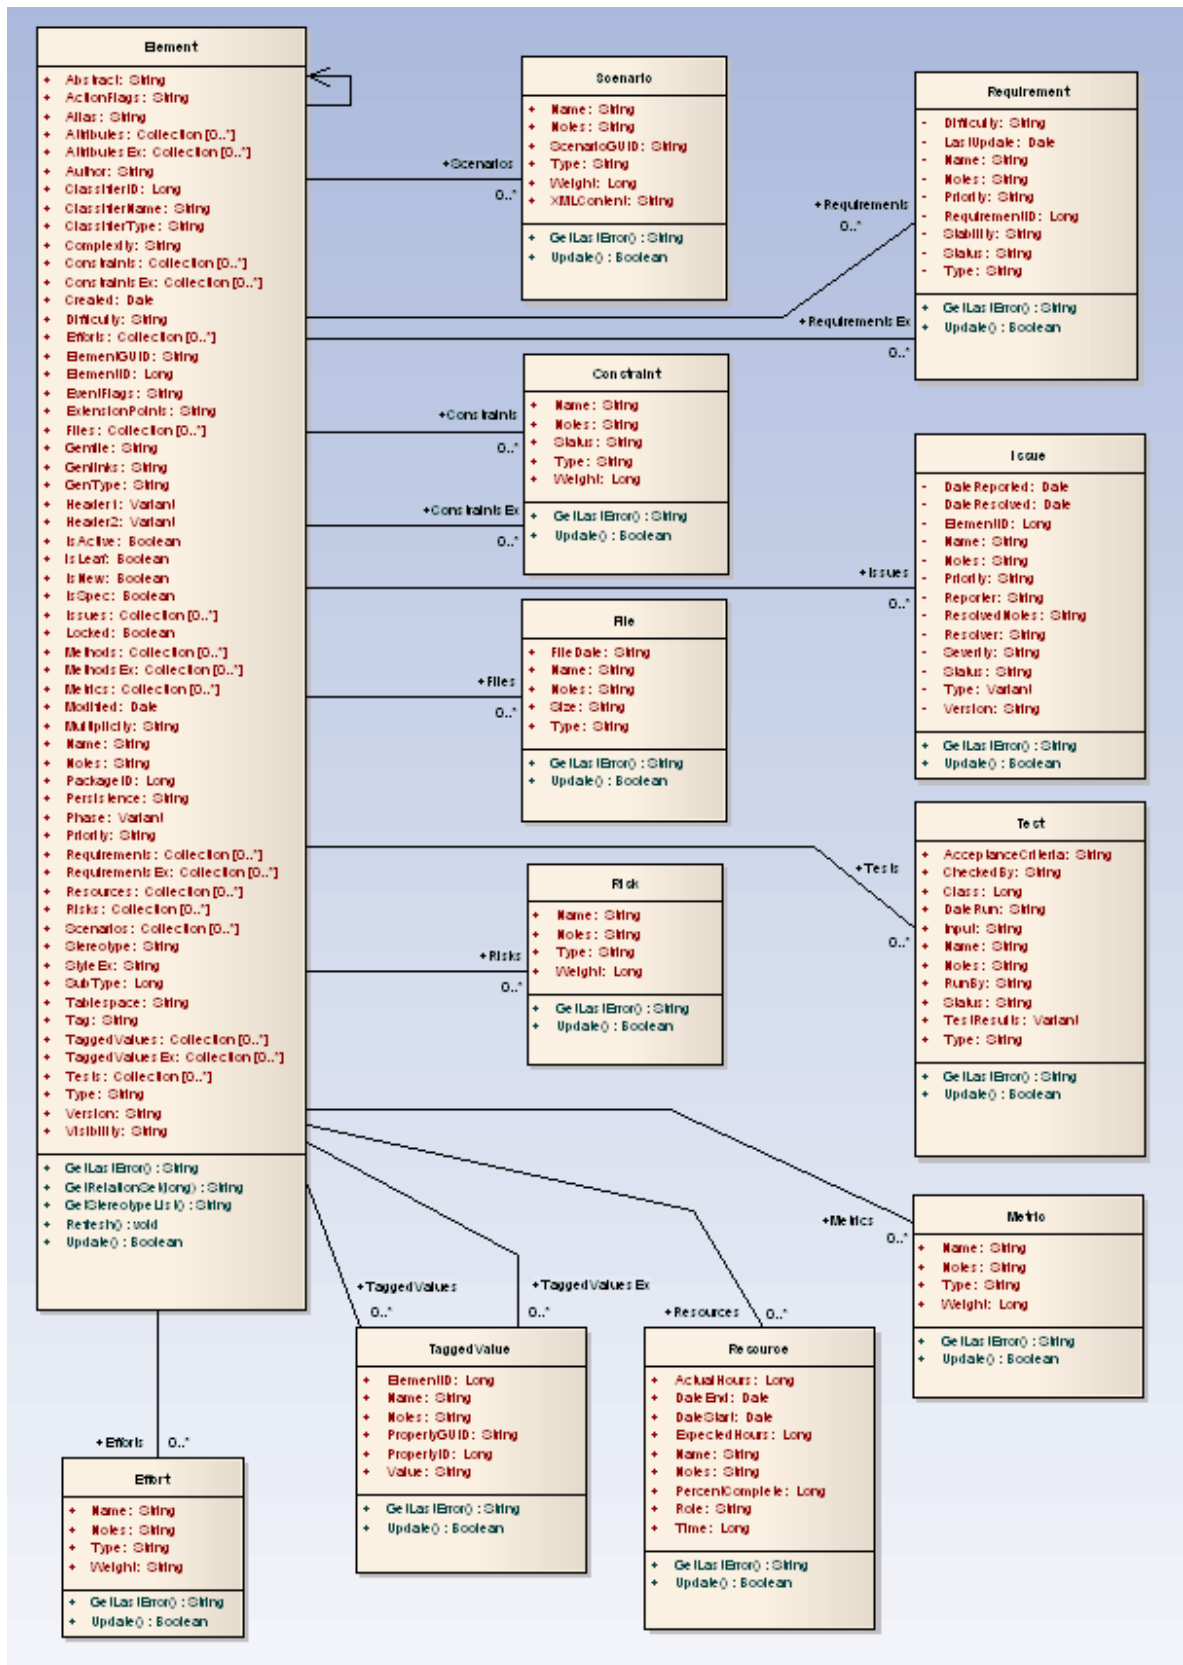 Element
+ Abstract: String
+ ActionFlags: String
+ Alias: String
+ Attributes: Collection [0..*]
+ AttributesEx: Collection [0..*]
+ Author: String
+ ClassifierID: Long
+ ClassifierName: String
+ ClassifierType: String
+ Complexity: String
+ Constraints: Collection [0..*]
+ ConstraintsEx: Collection [0..*]
+ Created: Date
+ Difficulty: String
+ Efforts: Collection [0..*]
+ ElementGUID: String
+ ElementID: Long
+ EventFlags: String
+ ExtensionPoints: String
+ Files: Collection [0..*]
+ Genfile: String
+ Genlinks: String
+ GenType: String
+ Header1: Variant
+ Header2: Variant
+ IsActive: Boolean
+ IsLeaf: Boolean
+ IsNew: Boolean
+ IsSpec: Boolean
+ Issues: Collection [0..*]
+ Locked: Boolean
+ Methods: Collection [0..*]
+ MethodsEx: Collection [0..*]
+ Metrics: Collection [0..*]
+ Modified: Date
+ Multiplicity: String
+ Name: String
+ Notes: String
+ PackageID: Long
+ Persistence: String
+ Phase: Variant
+ Priority: String
+ Requirements: Collection [0..*]
+ RequirementsEx: Collection [0..*]
+ Resources: Collection [0..*]
+ Risks: Collection [0..*]
+ Scenarios: Collection [0..*]
+ Stereotype: String
+ StyleEx: String
+ SubType: Long
+ Tablespace: String
+ Tag: String
+ TaggedValues: Collection [0..*]
+ TaggedValuesEx: Collection [0..*]
+ Tests: Collection [0..*]
+ Type: String
+ Version: String
+ Visibility: String
+ GetLastError() : String
+ GetRelationSet(long) : String
+ GetStereotypeList() : String
+ Refresh() : void
+ Update() : Boolean
+Scenarios
0..*
Scenario
+ Name: String
+ Notes: String
+ ScenarioGUID: String
+ Type: String
+ Weight: Long
+ XMLContent: String
+ GetLastError() : String
+ Update() : Boolean
+Requirements
0..*
+RequirementsEx
0..*
Requirement
- Difficulty: String
- LastUpdate: Date
- Name: String
- Notes: String
- Priority: String
- RequirementID: Long
- Stability: String
- Status: String
- Type: String
+ GetLastError() : String
+ Update() : Boolean
+Constraints
0..*
+ConstraintsEx
0..*
Constraint
+ Name: String
+ Notes: String
+ Status: String
+ Type: String
+ Weight: Long
+ GetLastError() : String
+ Update() : Boolean
+Issues
0..*
Issue
- DateReported: Date
- DateResolved: Date
- ElementID: Long
- Name: String
- Notes: String
- Priority: String
- Reporter: String
- ResolvedNotes: String
- Resolver: String
- Severity: String
- Status: String
- Type: Variant
- Version: String
+ GetLastError() : String
+ Update() : Boolean
+Files
0..*
File
+ FileDate: String
+ Name: String
+ Notes: String
+ Size: String
+ Type: String
+ GetLastError() : String
+ Update() : Boolean
+Tests
0..*
Test
+ AcceptanceCriteria: String
+ CheckedBy: String
+ Class: Long
+ DateRun: String
+ Input: String
+ Name: String
+ Notes: String
+ RunBy: String
+ Status: String
+ TestResults: Variant
+ Type: String
+ GetLastError() : String
+ Update() : Boolean
+Risks
0..*
Risk
+ Name: String
+ Notes: String
+ Type: String
+ Weight: Long
+ GetLastError() : String
+ Update() : Boolean
+Metrics
0..*
Metric
+ Name: String
+ Notes: String
+ Type: String
+ Weight: Long
+ GetLastError() : String
+ Update() : Boolean
+TaggedValues
0..*
+TaggedValuesEx
0..*
TaggedValue
+ ElementID: Long
+ Name: String
+ Notes: String
+ PropertyGUID: String
+ PropertyID: Long
+ Value: String
+ GetLastError() : String
+ Update() : Boolean
+Resources
0..*
Resource
+ ActualHours: Long
+ DateEnd: Date
+ DateStart: Date
+ ExpectedHours: Long
+ Name: String
+ Notes: String
+ PercentComplete: Long
+ Role: String
+ Time: Long
+ GetLastError() : String
+ Update() : Boolean
+Efforts
0..*
Effort
+ Name: String
+ Notes: String
+ Type: String
+ Weight: String
+ GetLastError() : String
+ Update() : Boolean